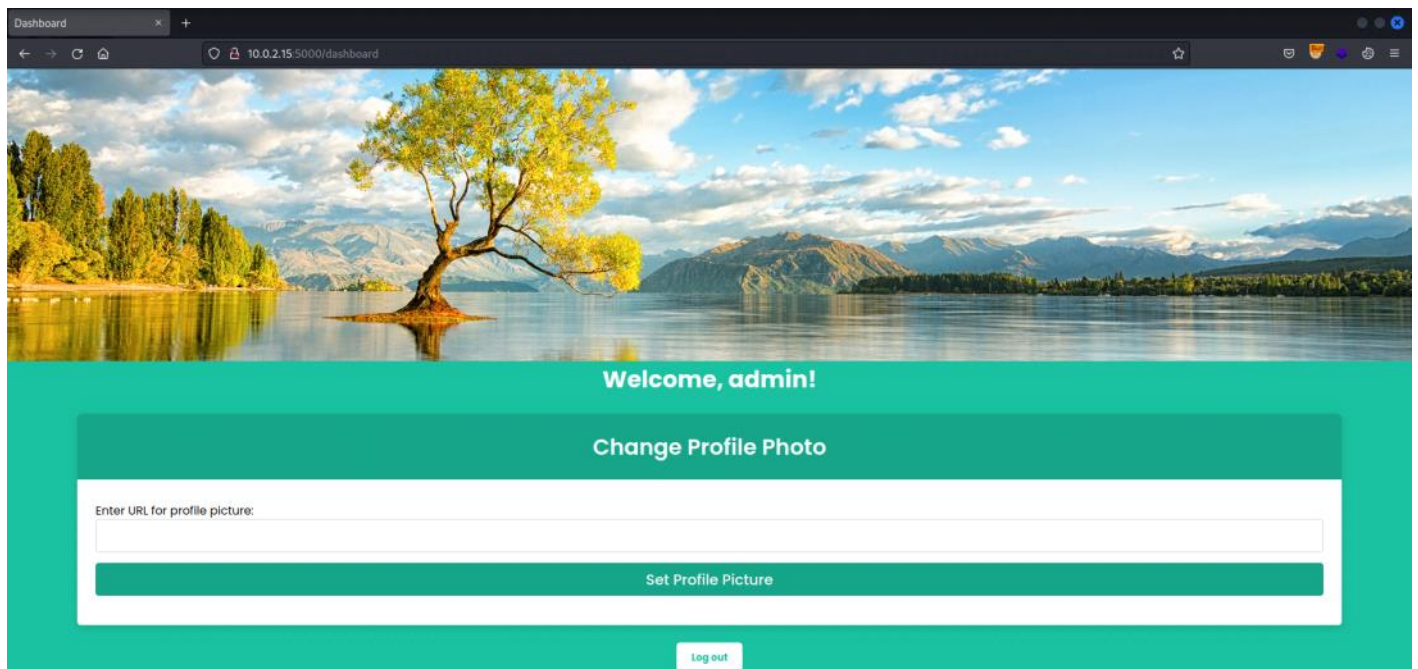 Dashboard
10.0.2.15:5000/dashboard
Welcome, admin!
Change Profile Photo
Enter URL for profile picture:
Set Profile Picture
Log out